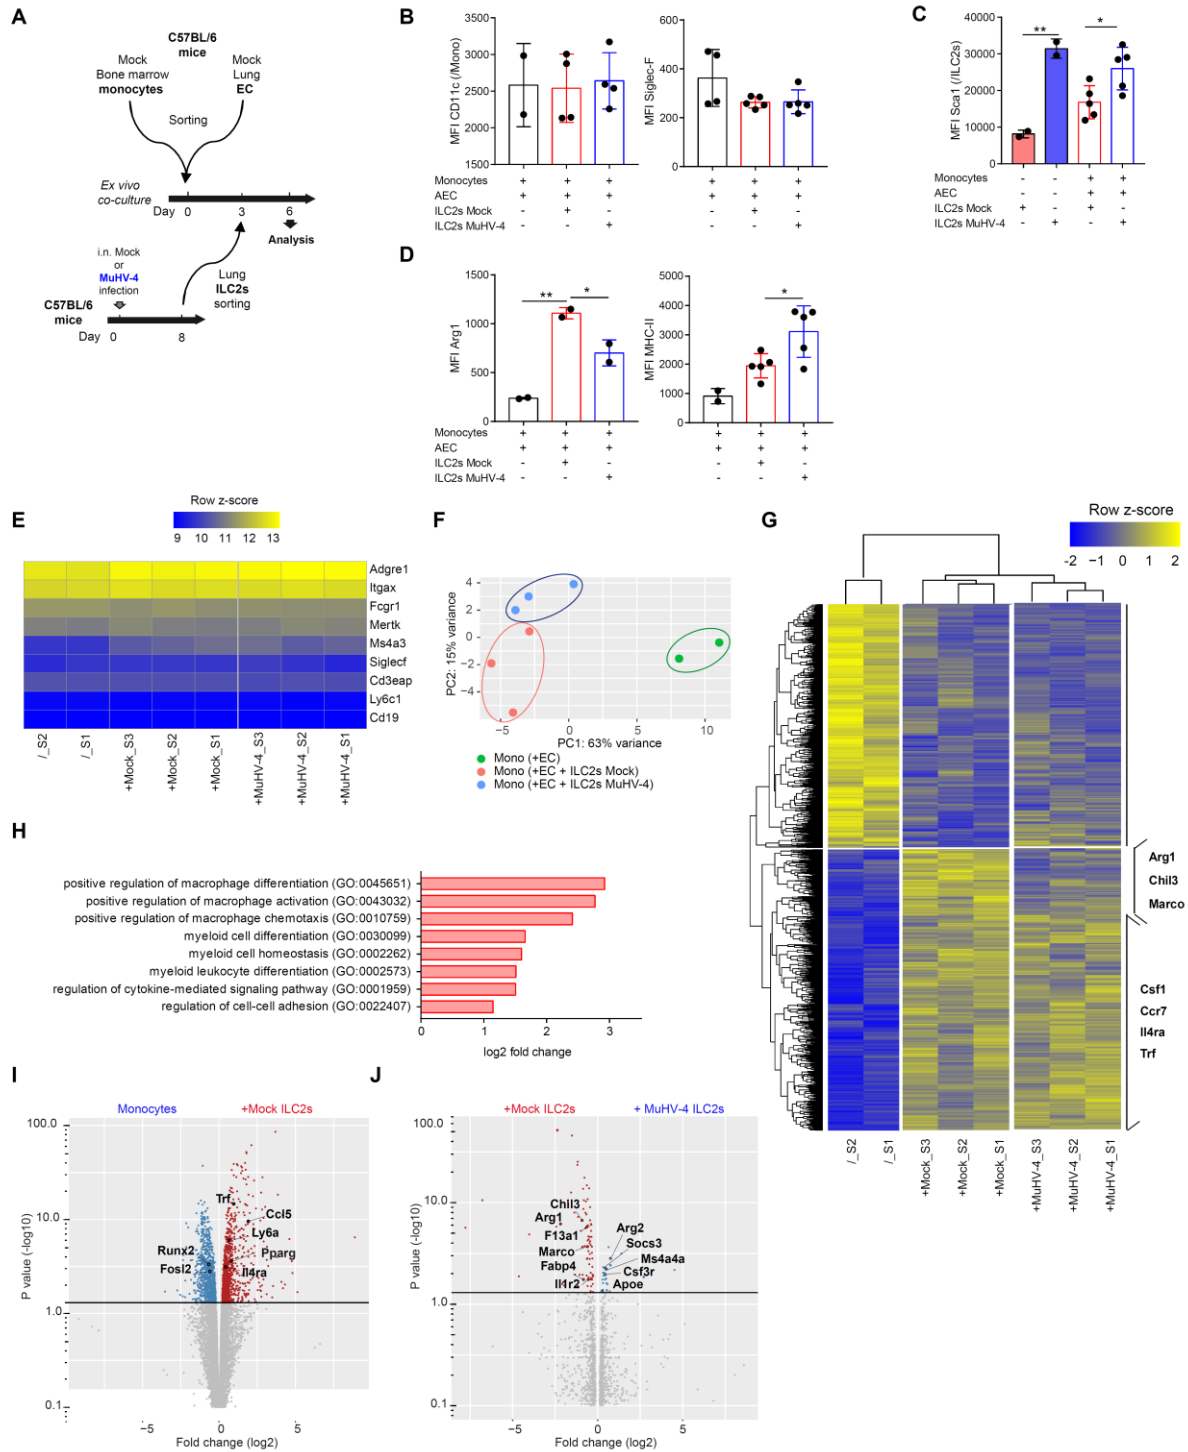 A
C57BL/6
mice
Mock
Bone marrow
monocytes
Mock
Lung
EC
Sorting
Ex vivo
co-culture
Day 0 3 6
Analysis
i.n. Mock
or
MuHV-4
infection
Lung
ILC2s
sorting
C57BL/6
mice
Day 0 8
B
MFI CD11c (/Mono)
3500
3000
2500
2000
1500
Monocytes + + +
AEC + + +
ILC2s Mock - + -
ILC2s MuHV-4 - - +
MFI Siglec-F
600
400
200
0
+ + +
+ + +
- + -
- - +
C
MFI Sca1 (/ILC2s)
40000
30000
20000
10000
0
** *
Monocytes - - + +
AEC - - + +
ILC2s Mock + - + -
ILC2s MuHV-4 - + - +
D
MFI Arg1
1500
1000
500
0
** *
Monocytes + + +
AEC + + +
ILC2s Mock - + -
ILC2s MuHV-4 - - +
MFI MHC-II
5000
4000
3000
2000
1000
0
*
+ + +
+ + +
- + -
- - +
E
Row z-score
9 10 11 12 13
Adgre1
Itgax
Fcgr1
Mertk
Ms4a3
Siglecf
Cd3eap
Ly6c1
Cd19
/_S2
/_S1
+Mock_S3
+Mock_S2
+Mock_S1
+MuHV-4_S3
+MuHV-4_S2
+MuHV-4_S1
F
PC2: 15% variance
4
2
0
−2
−4
−5 0 5 10
PC1: 63% variance
Mono (+EC)
Mono (+EC + ILC2s Mock)
Mono (+EC + ILC2s MuHV-4)
G
Row z-score
-2 -1 0 1 2
Arg1
Chil3
Marco
Csf1
Ccr7
Il4ra
Trf
/_S2
/_S1
+Mock_S3
+Mock_S2
+Mock_S1
+MuHV-4_S3
+MuHV-4_S2
+MuHV-4_S1
H
positive regulation of macrophage differentiation (GO:0045651)
positive regulation of macrophage activation (GO:0043032)
positive regulation of macrophage chemotaxis (GO:0010759)
myeloid differentiation (GO:0030099)
myeloid cell homeostasis (GO:0002262)
myeloid leukocyte differentiation (GO:0002573)
regulation of cytokine-mediated signaling pathway (GO:0001959)
regulation of cell-cell adhesion (GO:0022407)
0 1 2 3
log2 fold change
I
Monocytes +Mock ILC2s
P value (-log10)
100.0
10.0
1.0
0.1
Trf
Ccl5
Ly6a
Runx2
Pparg
Fosl2
Il4ra
−5 0 5
Fold change (log2)
J
+Mock ILC2s + MuHV-4 ILC2s
P value (-log10)
100.0
10.0
1.0
0.1
Chil3
Arg1
Arg2
F13a1
Socs3
Marco
Ms4a4a
Fabp4
Csf3r
Il1r2
Apoe
−5 0 5
Fold change (log2)